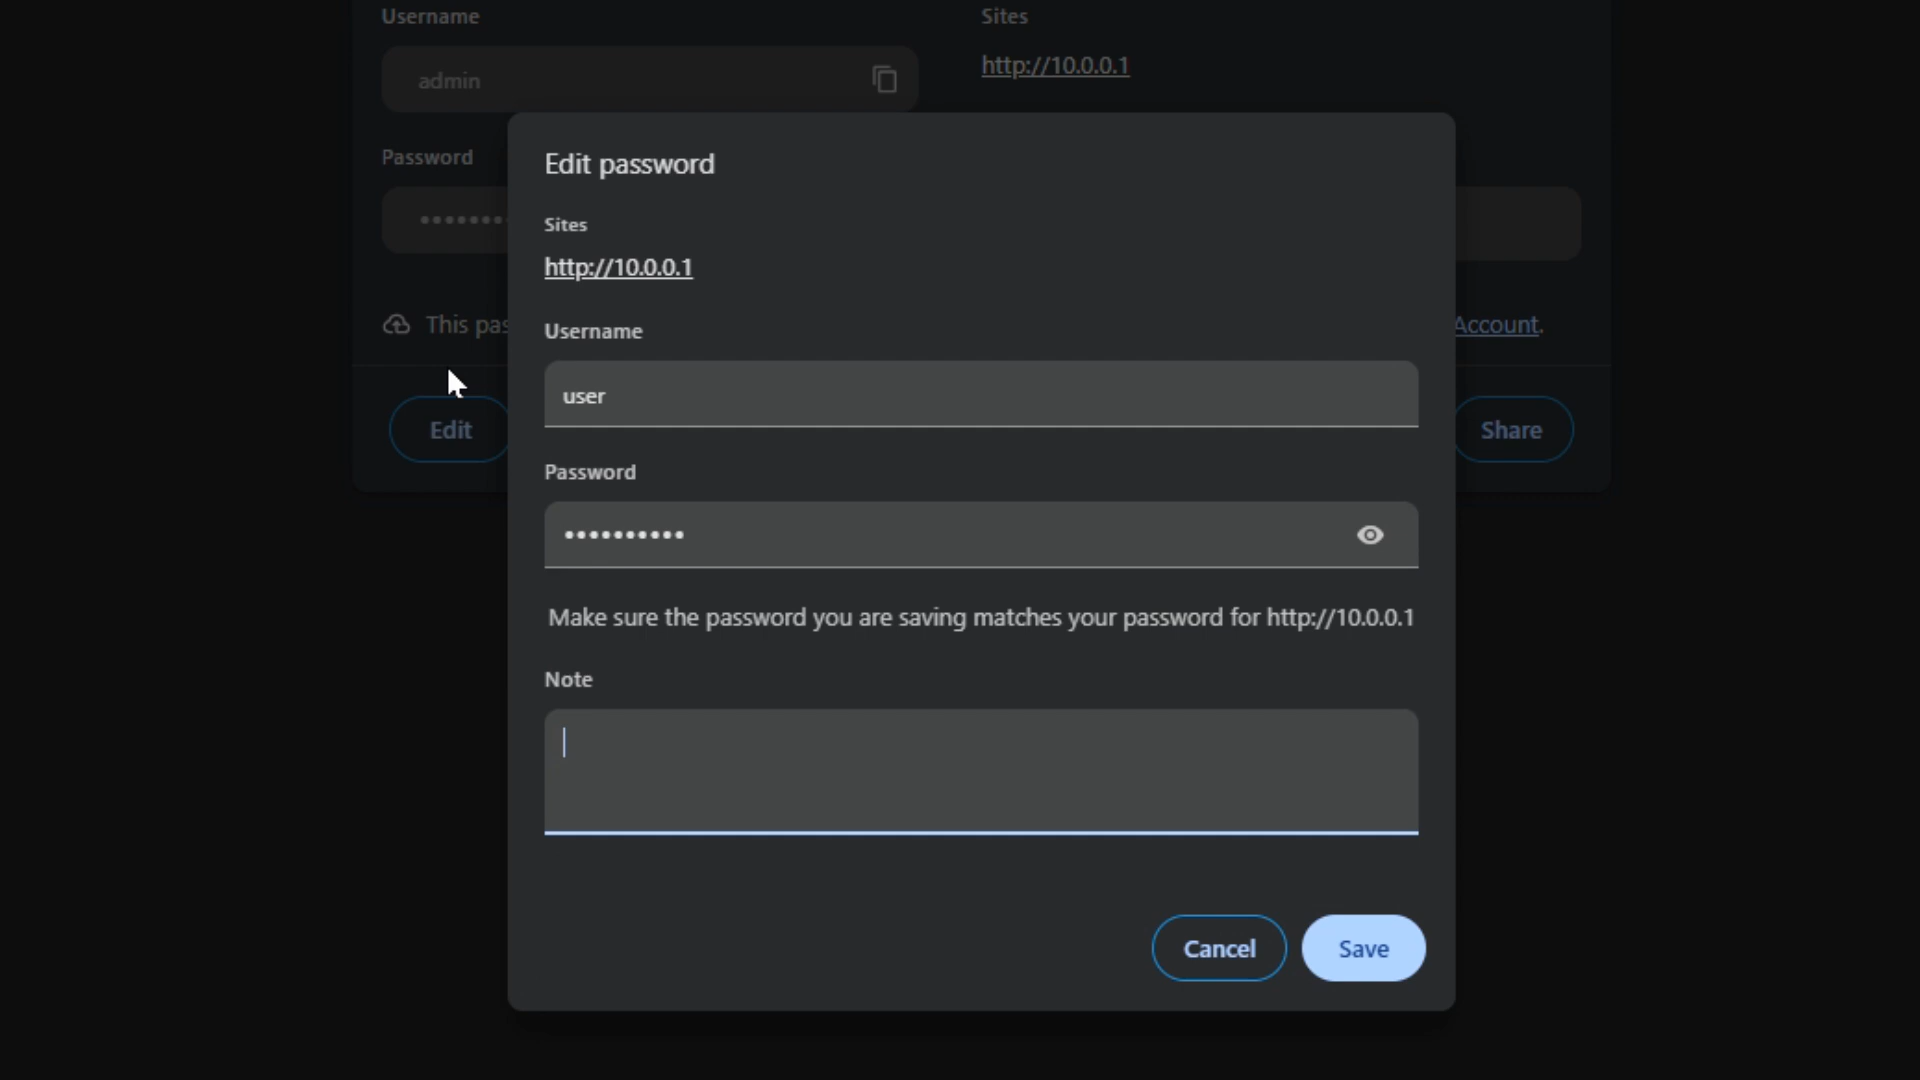 Username
Sites
admin
http://10.0.0.1
Password
Edit password
Sites
http://10.0.0.1
Username
This
Account.
user
Edit
Share
Password
Make sure the password you are saving matches your password for http://10.0.0.1
Note
Cancel
Save